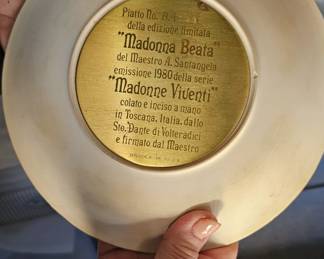 Piatto No.
della edizione limitata
"Madonna Beata"
del Maestro A. Santangela
emissione 1980 della serie
"Madonne Viventi"
colato e inciso a mano
in Toscana, Italia, dallo
Sto. Dante di Volteradici
e firmato dal Maestro